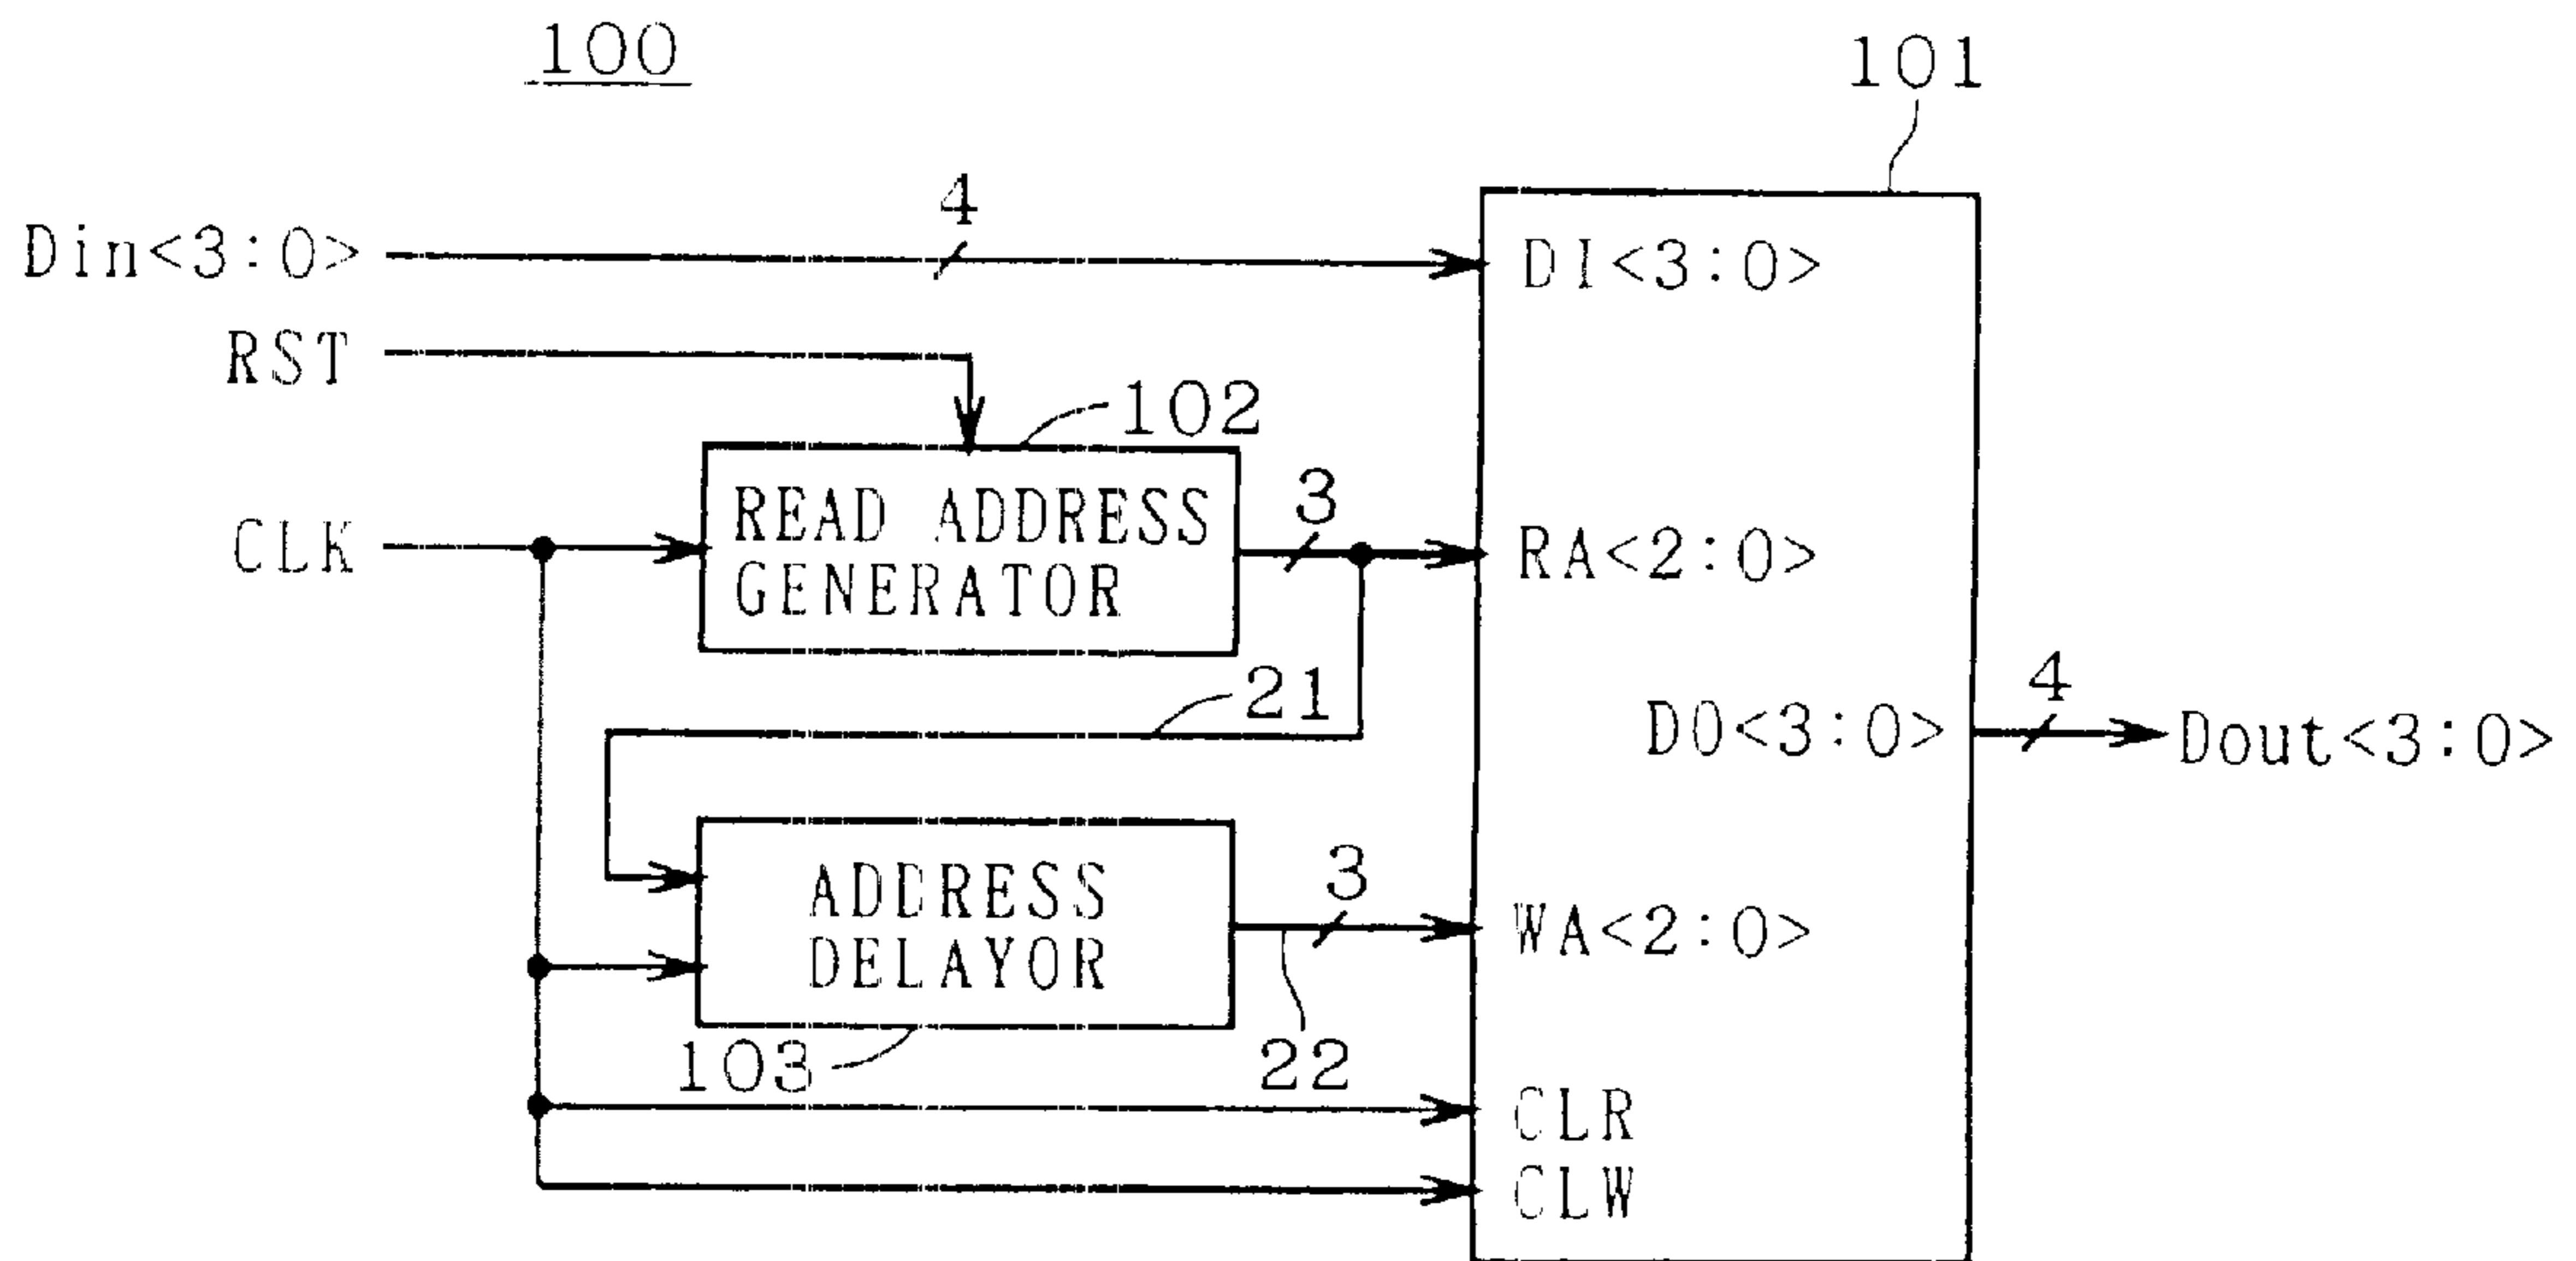 100
101
4
Din<3:0>
DI<3:0>
RST
102
CLK
READ ADDRESS
GENERATOR
3
RA<2:0>
21
4
DO<3:0>
Dout<3:0>
ADDRESS
DELAYOR
3
WA<2:0>
103
22
CLR
CLW